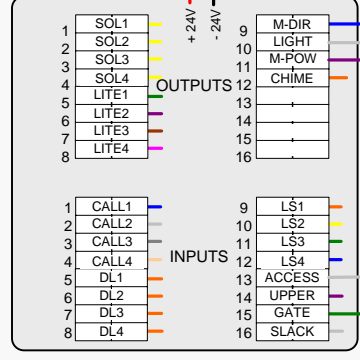 + 24V
- 24V
1 SOL1
2 SOL2
3 SOL3
4 SOL4
5 LITE1
6 LITE2
7 LITE3
8 LITE4
OUTPUTS
9 M-DIR
10 LIGHT
11 M-POW
12 CHIME
13
14
15
16
1 CALL1
2 CALL2
3 CALL3
4 CALL4
5 DL1
6 DL2
7 DL3
8 DL4
INPUTS
9 LS1
10 LS2
11 LS3
12 LS4
13 ACCESS
14 UPPER
15 GATE
16 SLACK